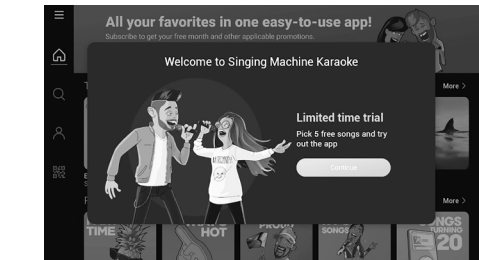 All your favorites in one easy-to-use app!
Subscribe to get your free month and other applicable promotions.
Welcome to Singing Machine Karaoke
Limited time trial
Pick 5 free songs and try
out the app
Continue
More
More
TIME
HOT
SONGS
SONGS
TURNING
20